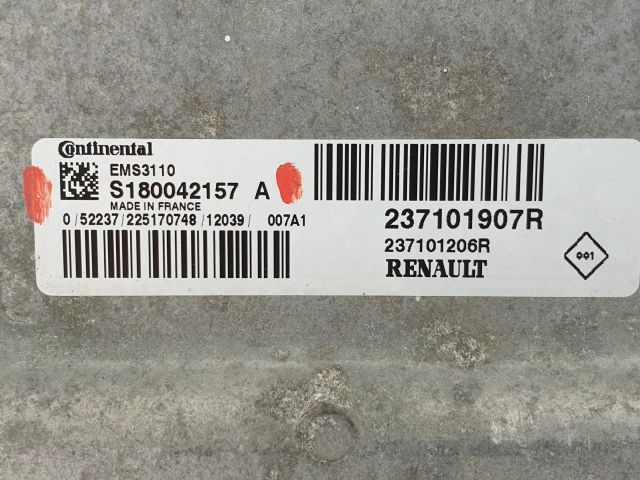 Continental
EMS3110
S180042157 A
MADE IN FRANCE
0/52237/225170748/12039/ 007A1
237101907R
237101206R
RENAULT
001